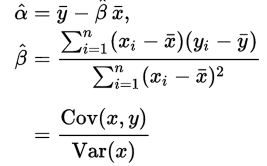 α̂ = ȳ − β̂ x̄,
β̂ = ∑ⁿᵢ₌₁(xᵢ − x̄)(yᵢ − ȳ) / ∑ⁿᵢ₌₁(xᵢ − x̄)²
= Cov(x, y) / Var(x)